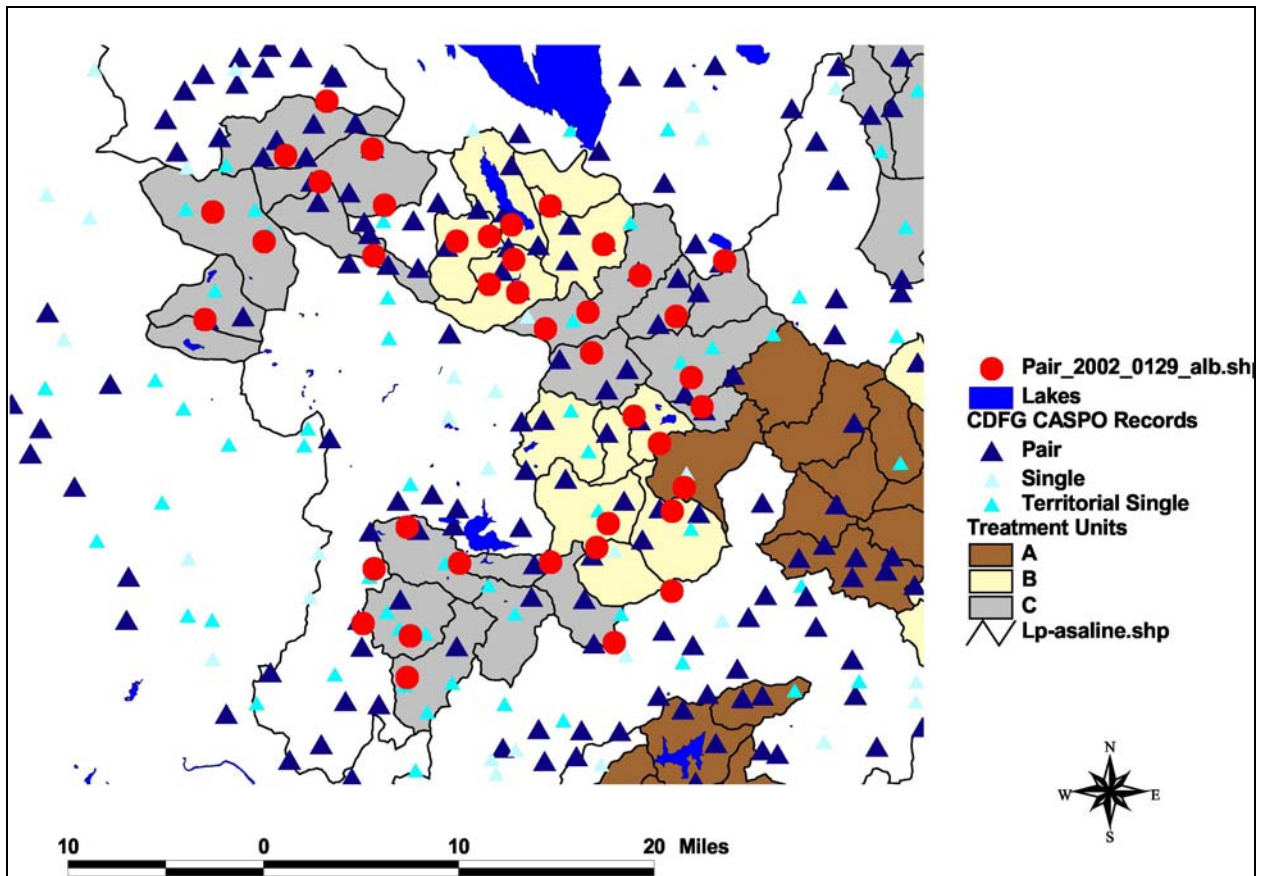 Pair_2002_0129_alb.shp
Lakes
CDFG CASPO Records
Pair
Single
Territorial Single
Treatment Units
A
B
C
Lp-asaline.shp
N
W E
S
10 0 10 20 Miles